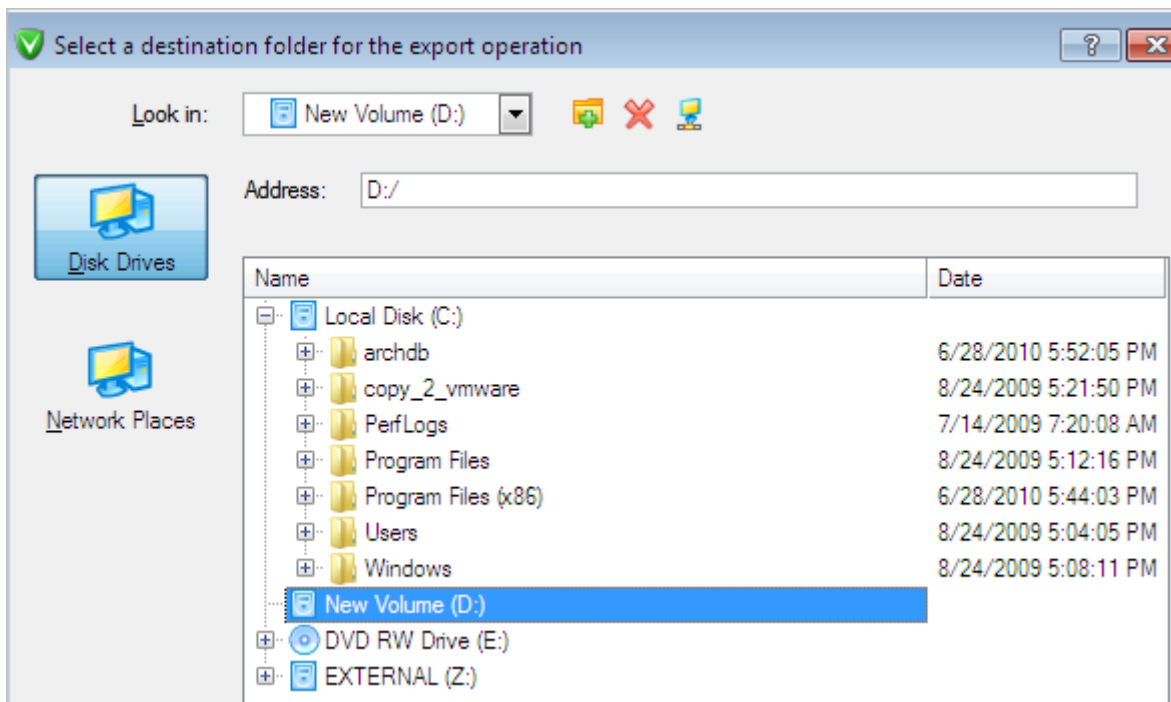 Select a destination folder for the export operation
Look in: New Volume (D:)
Address: D:/
Disk Drives
Network Places
Name Date
Local Disk (C:)
archdb 6/28/2010 5:52:05 PM
copy_2_vmware 8/24/2009 5:21:50 PM
PerfLogs 7/14/2009 7:20:08 AM
Program Files 8/24/2009 5:12:16 PM
Program Files (x86) 6/28/2010 5:44:03 PM
Users 8/24/2009 5:04:05 PM
Windows 8/24/2009 5:08:11 PM
New Volume (D:)
DVD RW Drive (E:)
EXTERNAL (Z:)